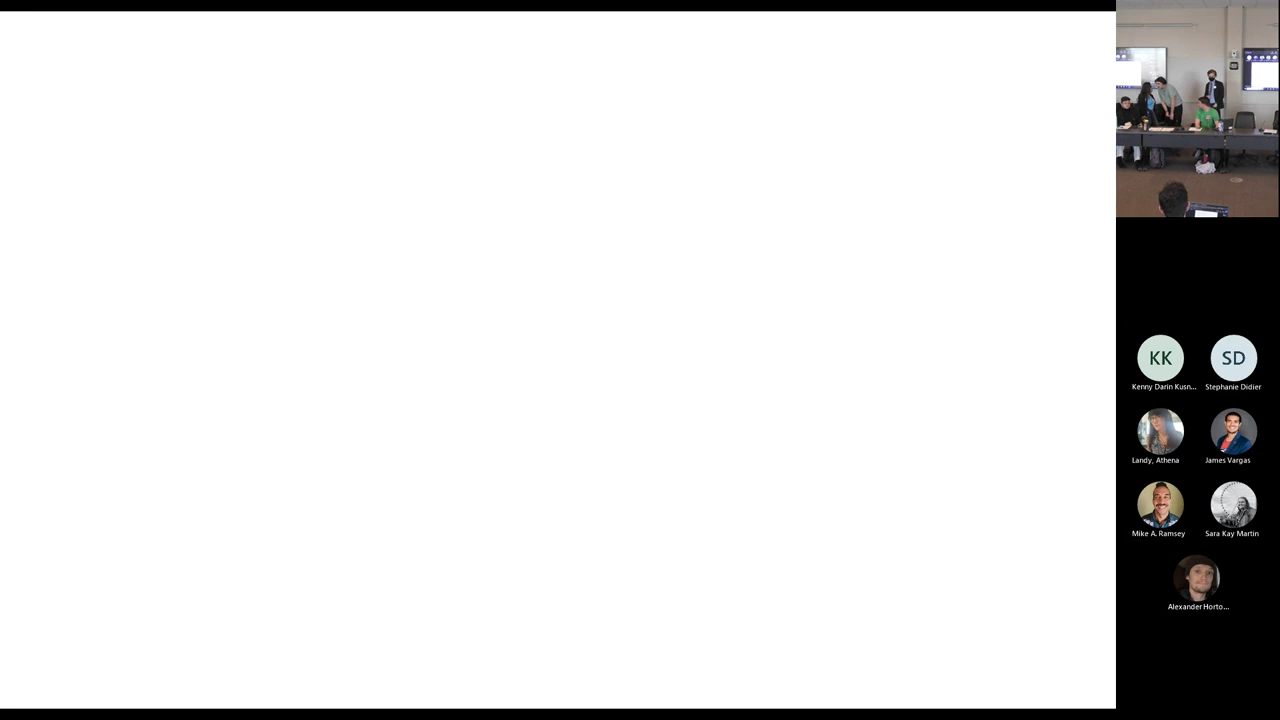 KK
SD
Kenny Darin Kusn...
Stephanie Didier
Landy, Athena
James Vargas
Mike A. Ramsey
Sara Kay Martin
Alexander Horto...